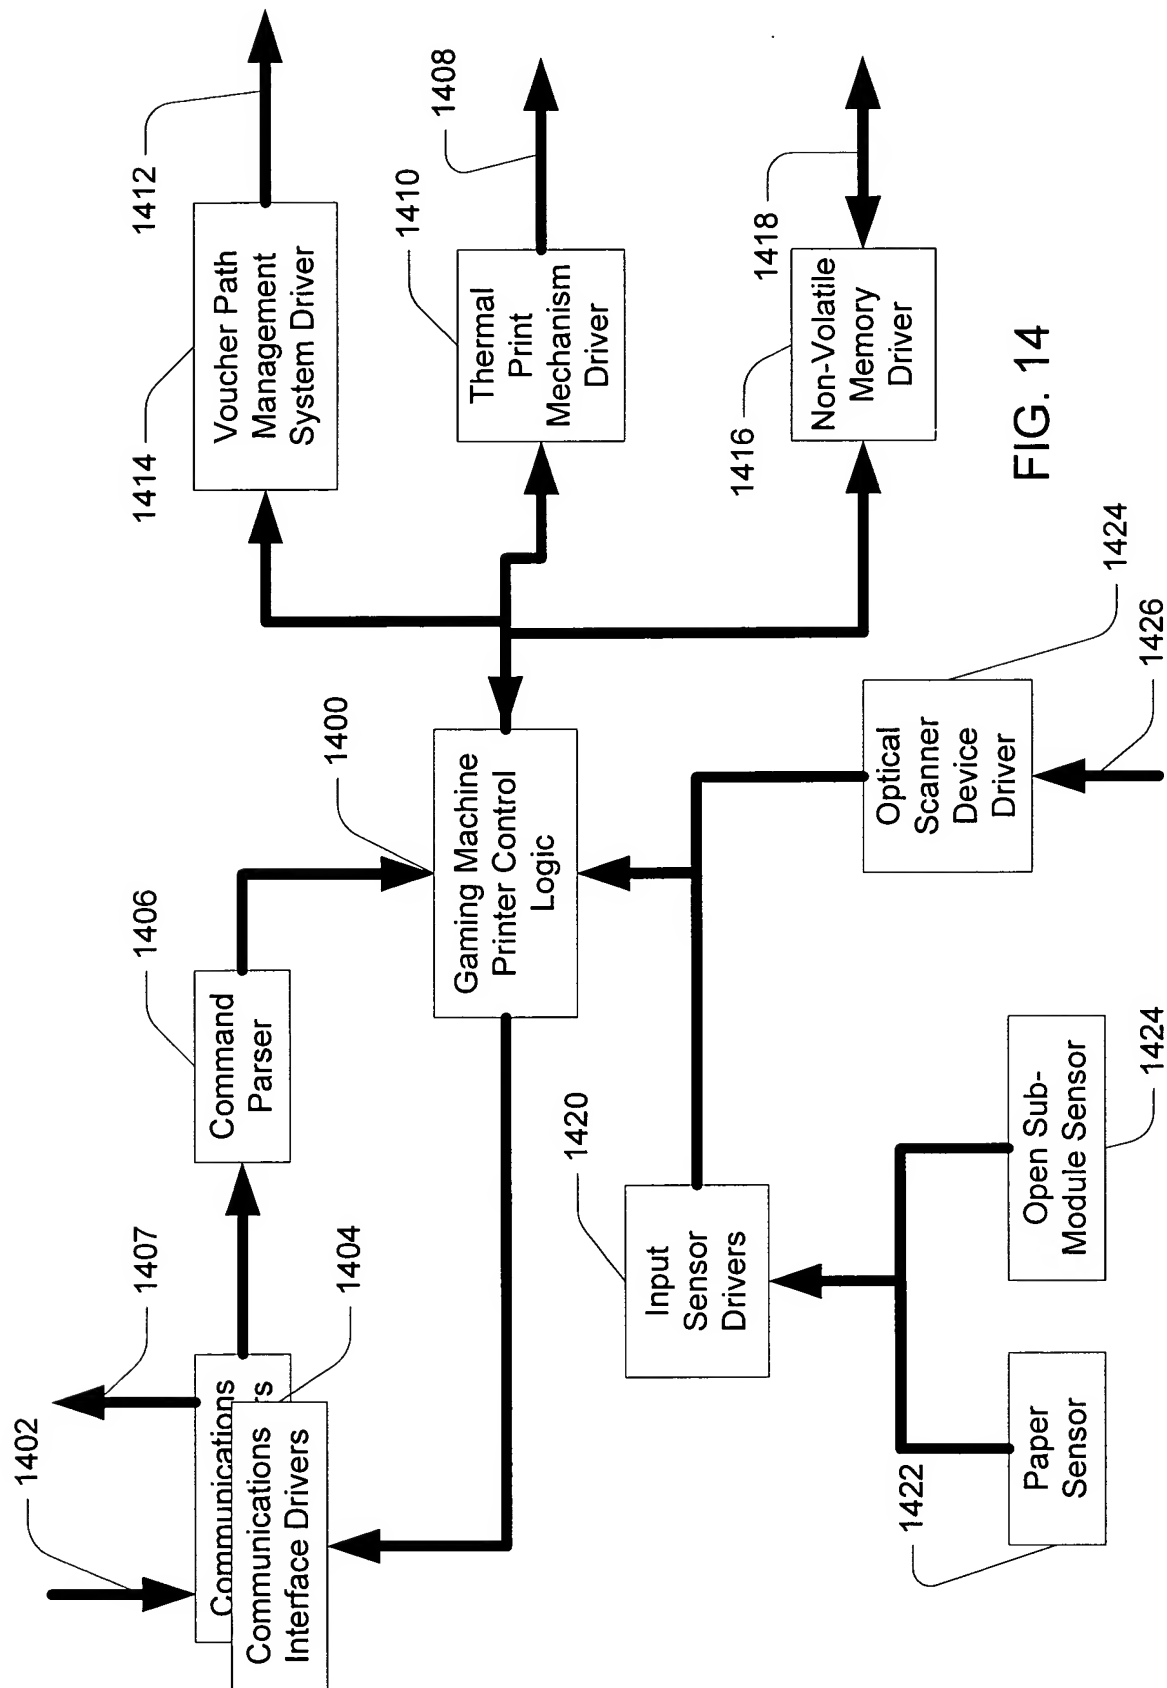 1402
1407
Communications
rs
Communications
Interface Drivers
1404
Command
Parser
1406
Gaming Machine
Printer Control
Logic
1400
Voucher Path
Management
System Driver
1414
1412
Thermal
Print
Mechanism
Driver
1410
1408
Non-Volatile
Memory
Driver
1416
1418
Input
Sensor
Drivers
1420
Optical
Scanner
Device
Driver
1424
1426
Paper
Sensor
1422
Open Sub-
Module Sensor
1424
FIG. 14